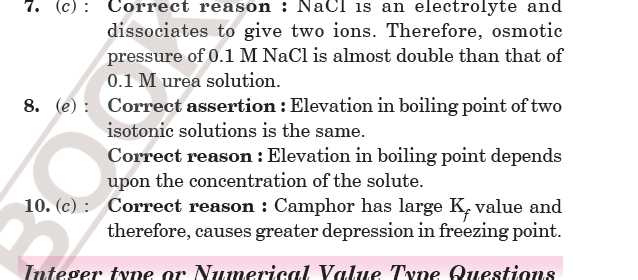 7. (c) : Correct reason : NaCl is an electrolyte and
dissociates to give two ions. Therefore, osmotic
pressure of 0.1 M NaCl is almost double than that of
0.1 M urea solution.
8. (e) : Correct assertion : Elevation in boiling point of two
isotonic solutions is the same.
Correct reason : Elevation in boiling point depends
upon the concentration of the solute.
10. (c) : Correct reason : Camphor has large Kf value and
therefore, causes greater depression in freezing point.
Integer type or Numerical Value Type Questions
BOOK